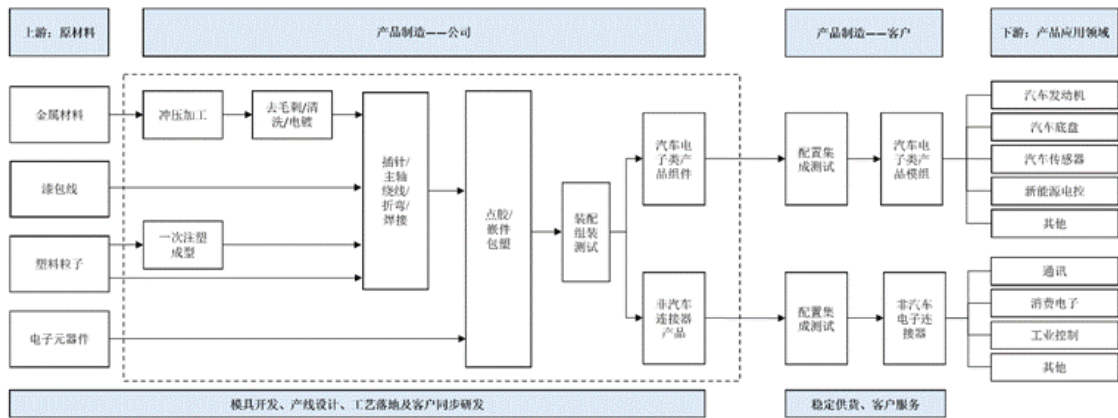 上游：原材料
产品制造——公司
产品制造——客户
下游：产品应用领域
金属材料
漆包线
塑料粒子
电子元器件
冲压加工
去毛刺/清
洗/电镀
一次注塑
成型
插针/
主轴
绕线/
折弯/
焊接
点胶/
嵌件
包塑
装配
组装
测试
汽车电
子类产
品组件
非汽车
连接器
产品
配置集
成测试
汽车电
子类产
品模组
配置集
成测试
非汽车
电子连
接器
汽车发动机
汽车底盘
汽车传感器
新能源电控
其他
通讯
消费电子
工业控制
其他
模具开发、产线设计、工艺落地及客户同步研发
稳定供货、客户服务